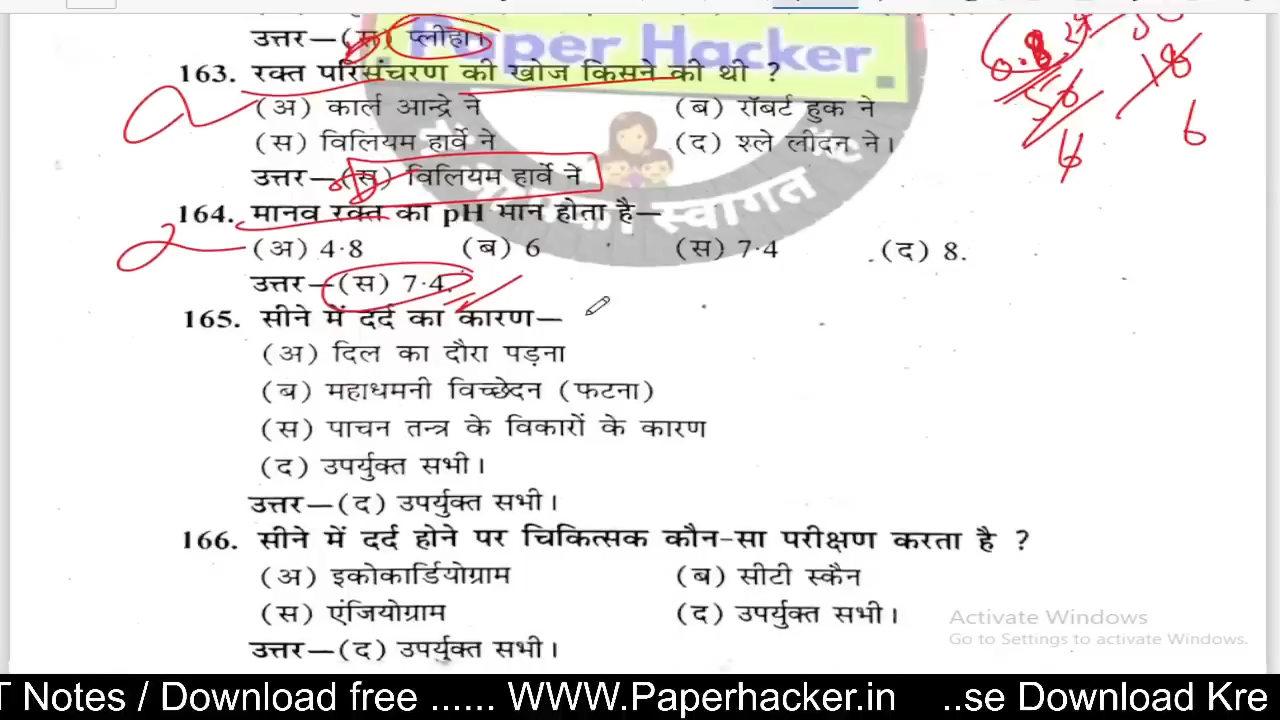 उत्तर—(स) प्लीहा।
Paper Hacker
163. रक्त परिसंचरण की खोज किसने की थी ?
(अ) कार्ल आन्द्रे ने (ब) रॉबर्ट हुक ने
(स) विलियम हार्वे ने (द) श्ले लीदन ने।
उत्तर—(स) विलियम हार्वे ने
स्वागत
164. मानव रक्त का pH मान होता है—
(अ) 4·8 (ब) 6 (स) 7·4 (द) 8.
उत्तर—(स) 7·4.
165. सीने में दर्द का कारण—
(अ) दिल का दौरा पड़ना
(ब) महाधमनी विच्छेदन (फटना)
(स) पाचन तन्त्र के विकारों के कारण
(द) उपर्युक्त सभी।
उत्तर—(द) उपर्युक्त सभी।
166. सीने में दर्द होने पर चिकित्सक कौन-सा परीक्षण करता है ?
(अ) इकोकार्डियोग्राम (ब) सीटी स्कैन
(स) एंजियोग्राम (द) उपर्युक्त सभी।
उत्तर—(द) उपर्युक्त सभी।
Activate Windows
Go to Settings to activate Windows.
T Notes / Download free ...... WWW.Paperhacker.in ..se Download Kre